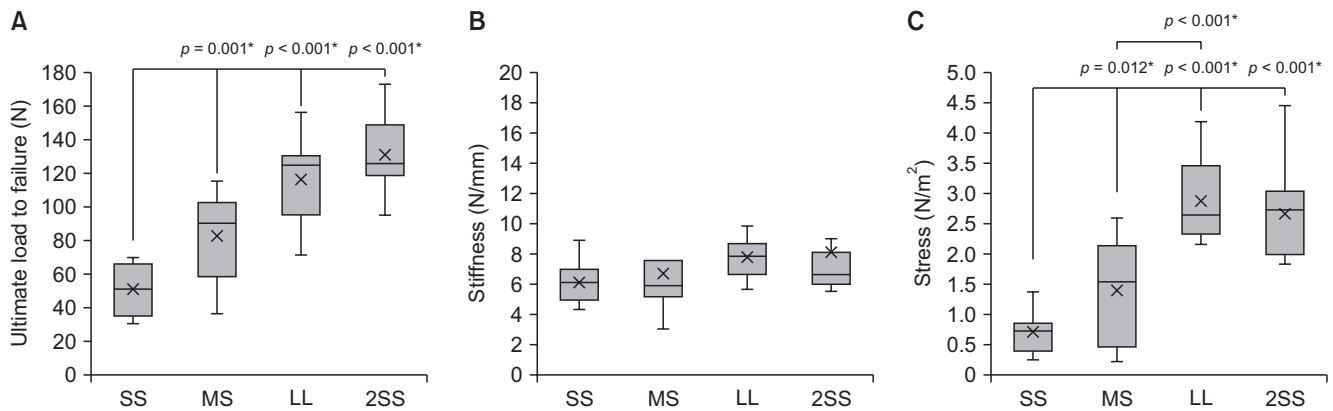 A
p = 0.001* p < 0.001* p < 0.001*
Ultimate load to failure (N)
180
160
140
120
100
80
60
40
20
0
SS MS LL 2SS
B
Stiffness (N/mm)
20
18
16
14
12
10
8
6
4
2
0
SS MS LL 2SS
C
p < 0.001*
p = 0.012* p < 0.001* p < 0.001*
Stress (N/m²)
5.0
4.5
4.0
3.5
3.0
2.5
2.0
1.5
1.0
0.5
0
SS MS LL 2SS